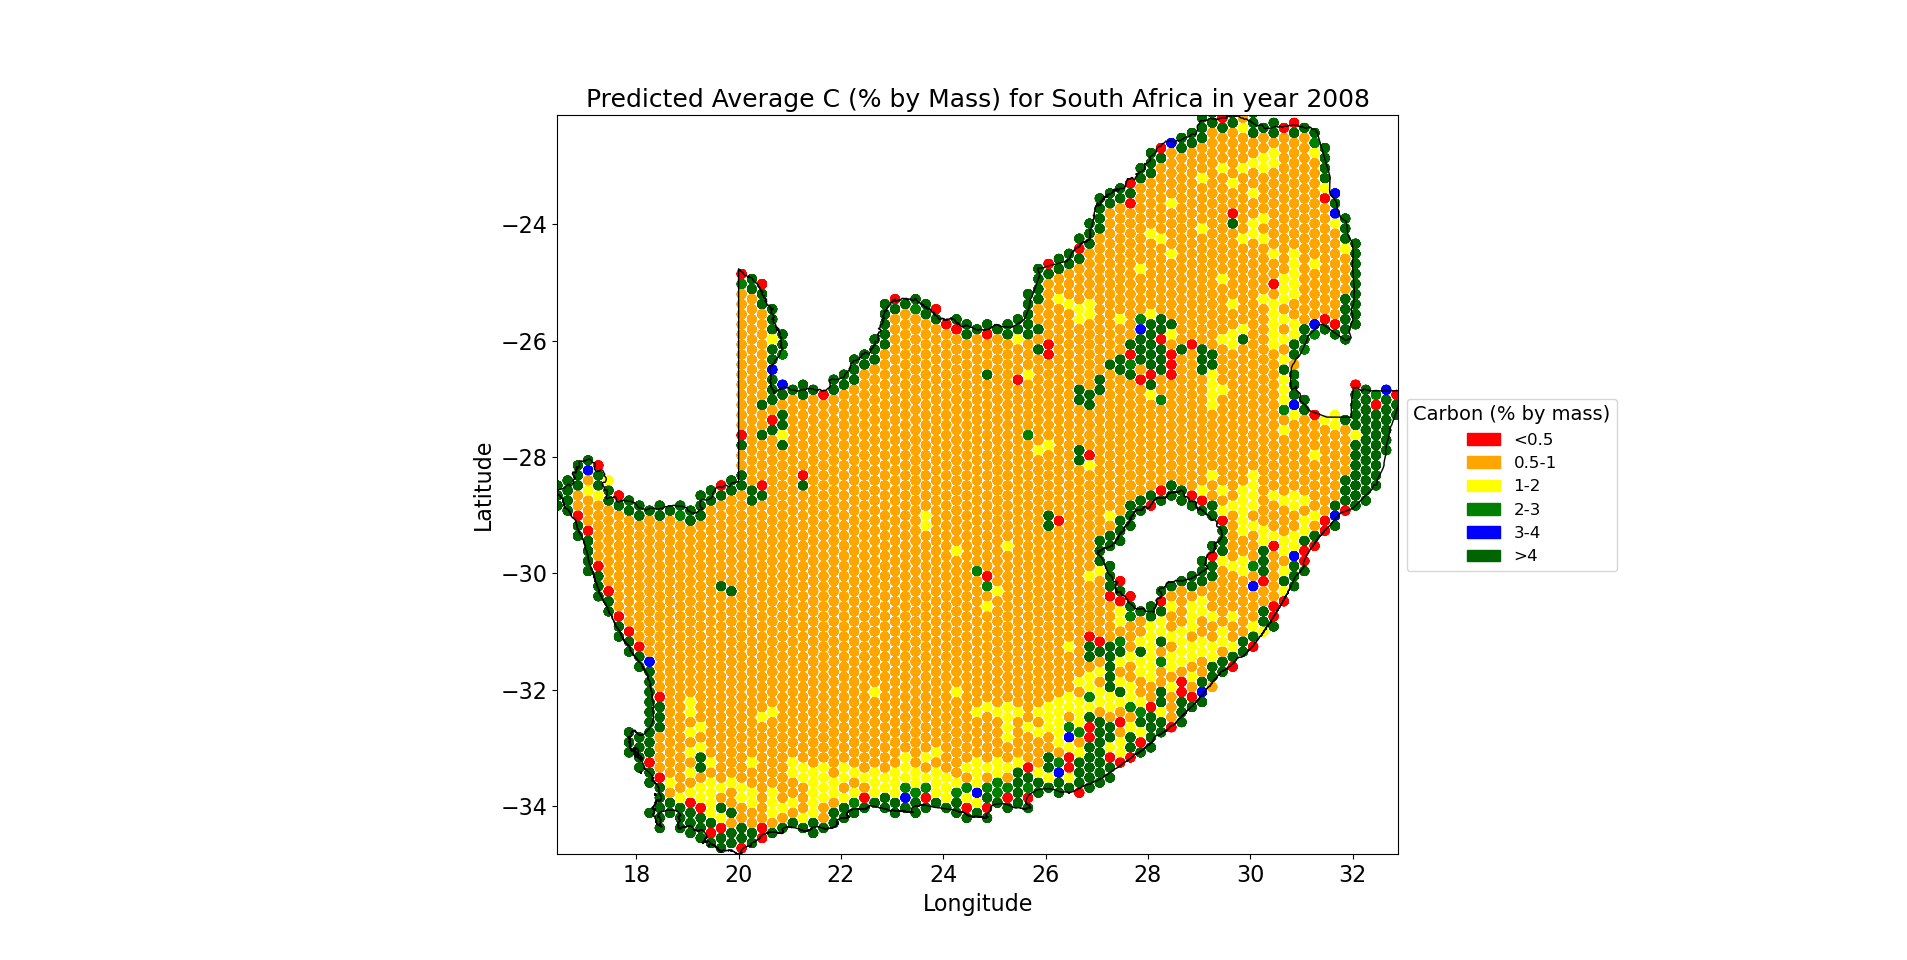 Predicted Average C (% by Mass) for South Africa in year 2008
−24
−26
−28
−30
−32
−34
Latitude
18 20 22 24 26 28 30 32
Longitude
Carbon (% by mass)
<0.5
0.5-1
1-2
2-3
3-4
>4